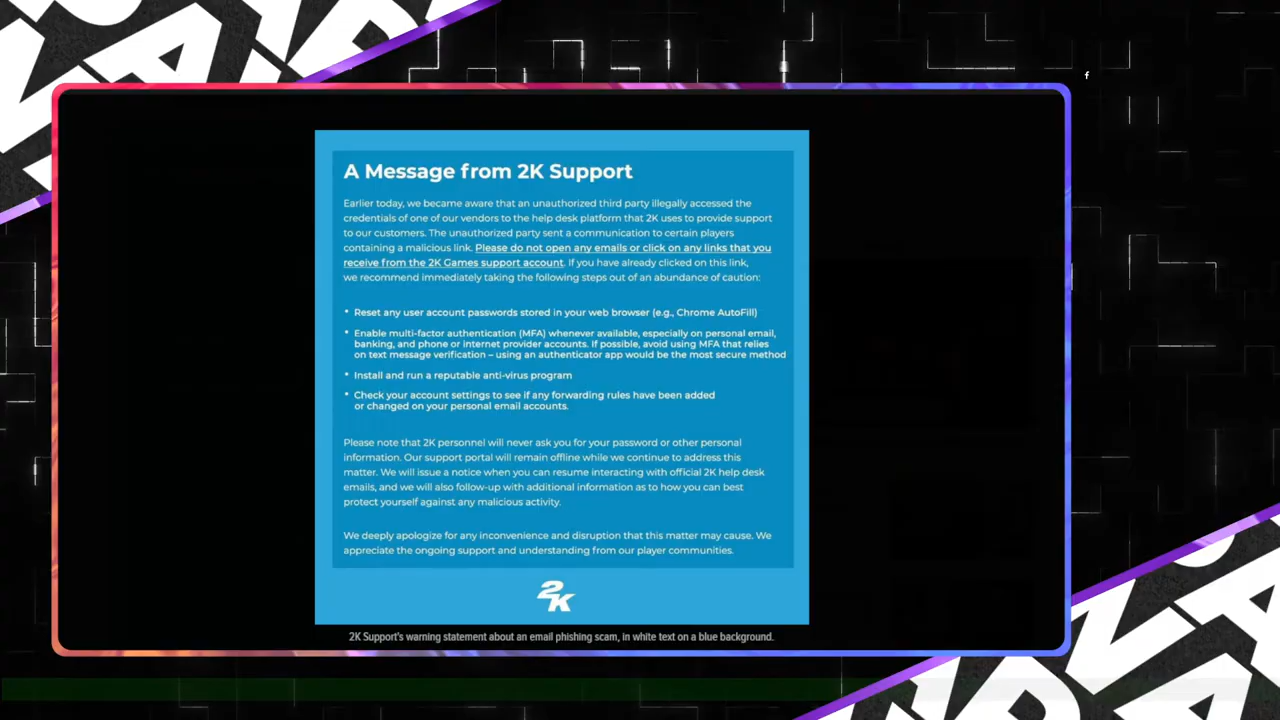 f
A Message from 2K Support
Earlier today, we became aware that an unauthorized third party illegally accessed the
credentials of one of our vendors to the help desk platform that 2K uses to provide support
to our customers. The unauthorized party sent a communication to certain players
containing a malicious link. Please do not open any emails or click on any links that you
receive from the 2K Games support account. If you have already clicked on this link,
we recommend immediately taking the following steps out of an abundance of caution:
• Reset any user account passwords stored in your web browser (e.g., Chrome AutoFill)
• Enable multi-factor authentication (MFA) whenever available, especially on personal email,
banking, and phone or internet provider accounts. If possible, avoid using MFA that relies
on text message verification – using an authenticator app would be the most secure method
• Install and run a reputable anti-virus program
• Check your account settings to see if any forwarding rules have been added
or changed on your personal email accounts.
Please note that 2K personnel will never ask you for your password or other personal
information. Our support portal will remain offline while we continue to address this
matter. We will issue a notice when you can resume interacting with official 2K help desk
emails, and we will also follow-up with additional information as to how you can best
protect yourself against any malicious activity.
We deeply apologize for any inconvenience and disruption that this matter may cause. We
appreciate the ongoing support and understanding from our player communities.
2K
2K Support's warning statement about an email phishing scam, in white text on a blue background.